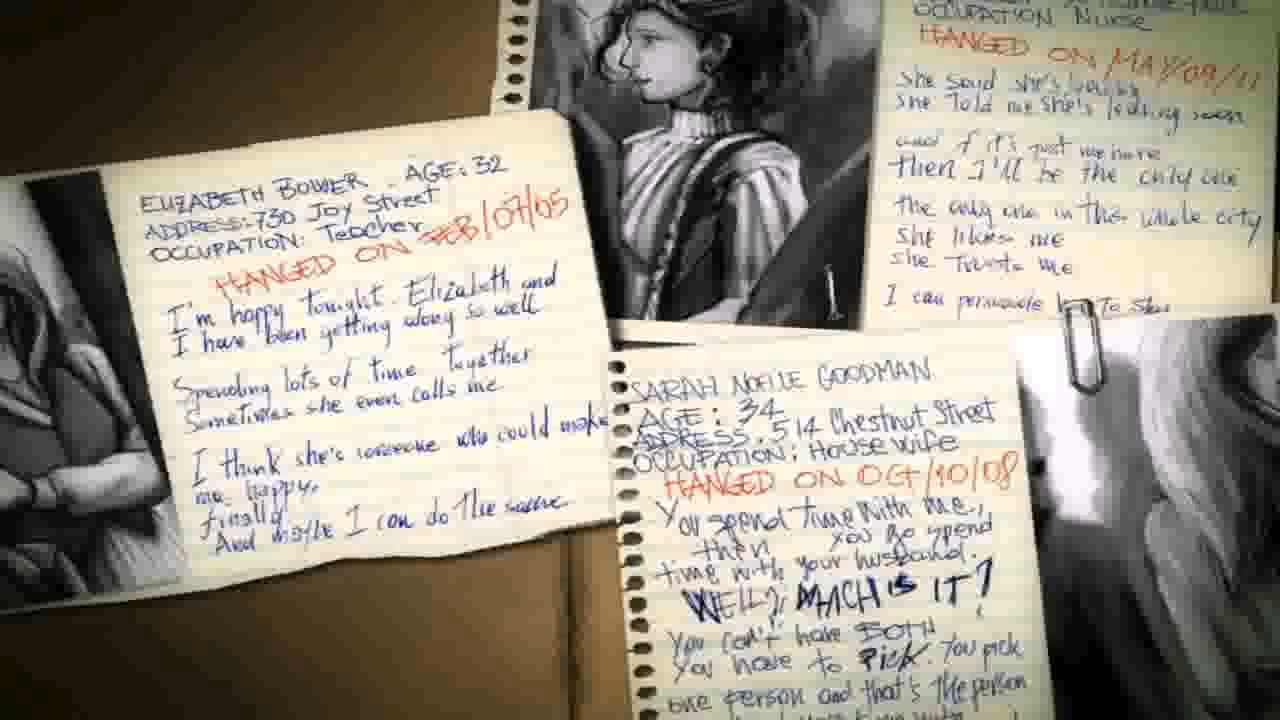 ELIZABETH BOWER . AGE: 32
ADDRESS: 730 Joy Street
OCCUPATION: Teacher
HANGED ON FEB/07/05
I'm happy tonight. Elizabeth and
I have been getting along so well
Spending lots of time together
Sometimes she even calls me
I think she's someone who could make
me happy.
finally
And maybe I can do the same
OCCUPATION Nurse
HANGED ON MAY/09/11
she said she's leaving
she told me she's leaving soon
and if it's just me here
then I'll be the only one
the only one in this whole city
she likes me
she trusts me
I can persuade To
SARAH NOELLE GOODMAN
AGE: 34
ADDRESS. 514 Chestnut Street
OCCUPATION: House wife
HANGED ON OCT/10/08
You spend time with me,
then you go spend
time with your husband.
WELL, IS IT?
You can't have BOTH
You have to Pick. You pick
one person and that's the person